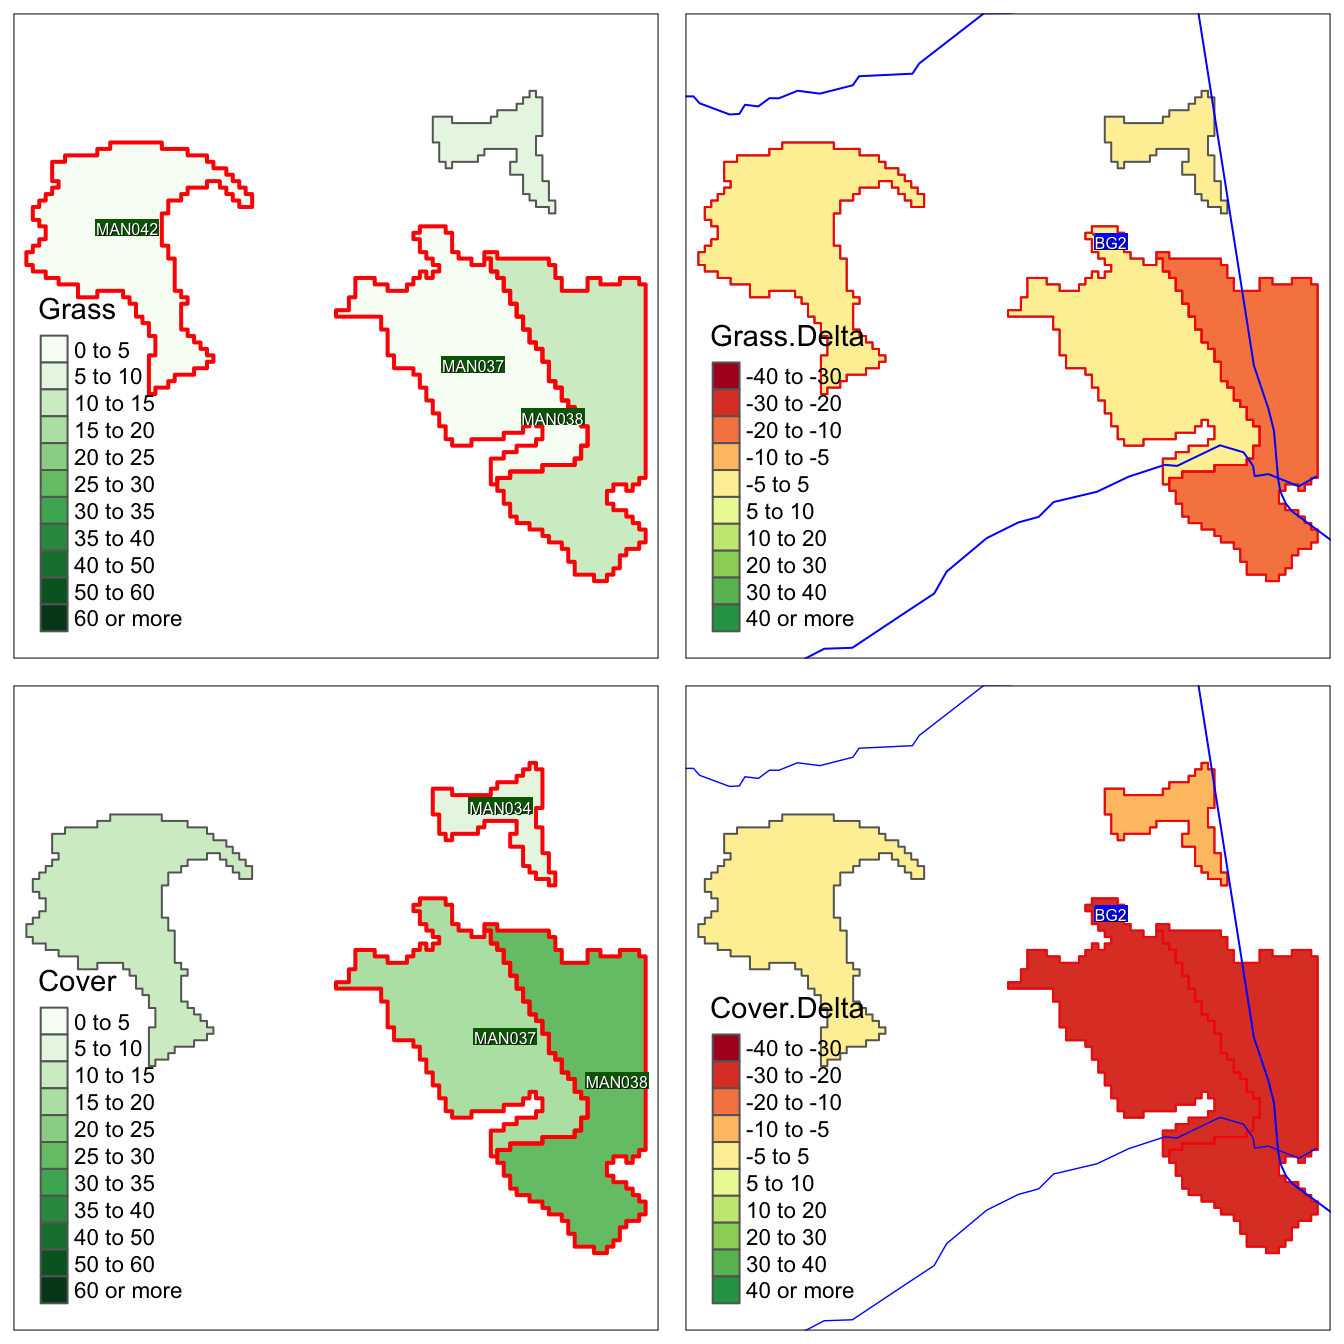 MAN042
MAN037
MAN038
Grass
0 to 5
5 to 10
10 to 15
15 to 20
20 to 25
25 to 30
30 to 35
35 to 40
40 to 50
50 to 60
60 or more
BG2
Grass.Delta
-40 to -30
-30 to -20
-20 to -10
-10 to -5
-5 to 5
5 to 10
10 to 20
20 to 30
30 to 40
40 or more
MAN034
MAN037
MAN038
Cover
0 to 5
5 to 10
10 to 15
15 to 20
20 to 25
25 to 30
30 to 35
35 to 40
40 to 50
50 to 60
60 or more
BG2
Cover.Delta
-40 to -30
-30 to -20
-20 to -10
-10 to -5
-5 to 5
5 to 10
10 to 20
20 to 30
30 to 40
40 or more